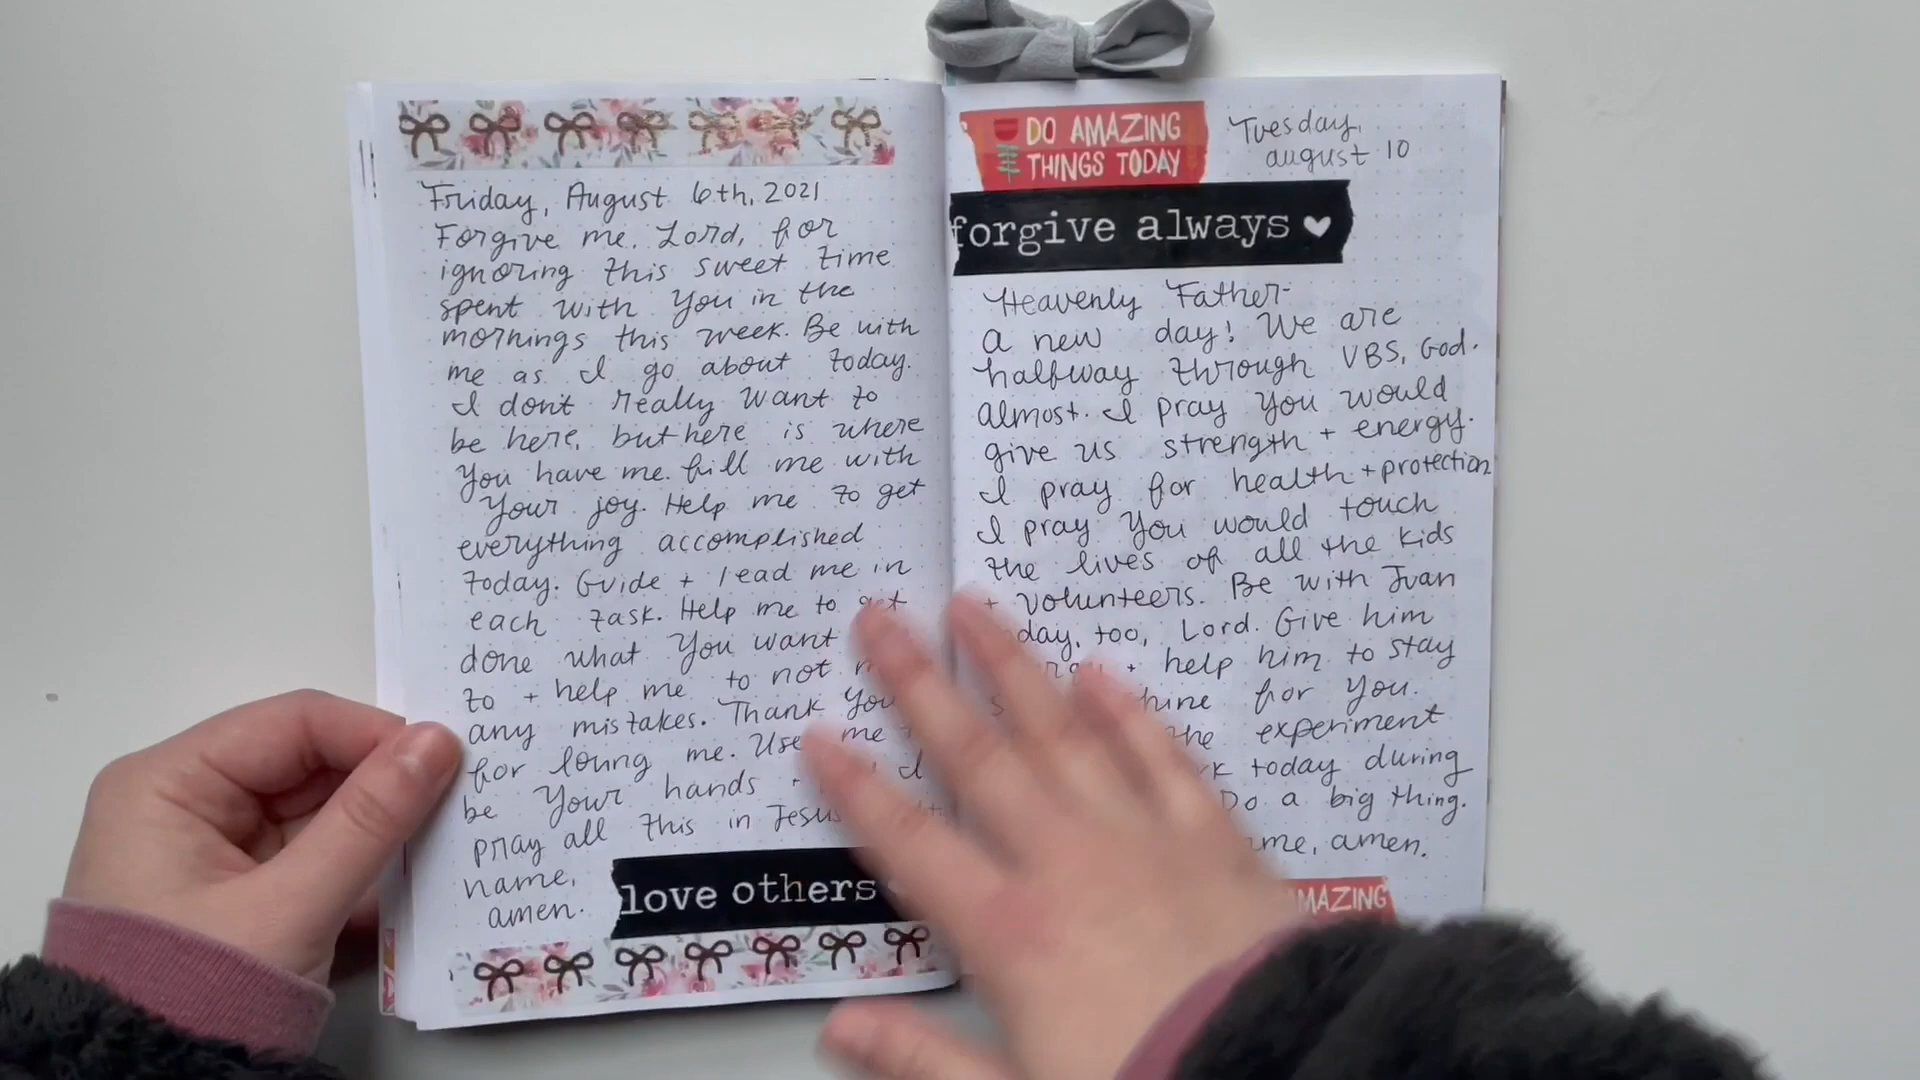 Friday, August 6th, 2021
Forgive me, Lord, for
ignoring this sweet time
spent with You in the
mornings this week. Be with
me as I go about today.
I don't really want to
be here, but here is where
You have me. Fill me with
Your joy. Help me to get
everything accomplished
today. Guide + lead me in
each task. Help me to get
done what You want
to + help me to not
any mistakes. Thank You
for loving me. Use me
be Your hands + I
pray all this in Jesus
name,
amen.
love others
DO AMAZING
THINGS TODAY
Tuesday,
august 10
forgive always
Heavenly Father-
A new day! We are
halfway through VBS, God.
Almost. I pray You would
give us strength + energy.
I pray for health + protection
I pray You would touch
the lives of all the kids
+ volunteers. Be with Juan
too, Lord. Give him
+ help him to stay
for You.
the experiment
today during
Do a big thing.
amen.
AMAZING